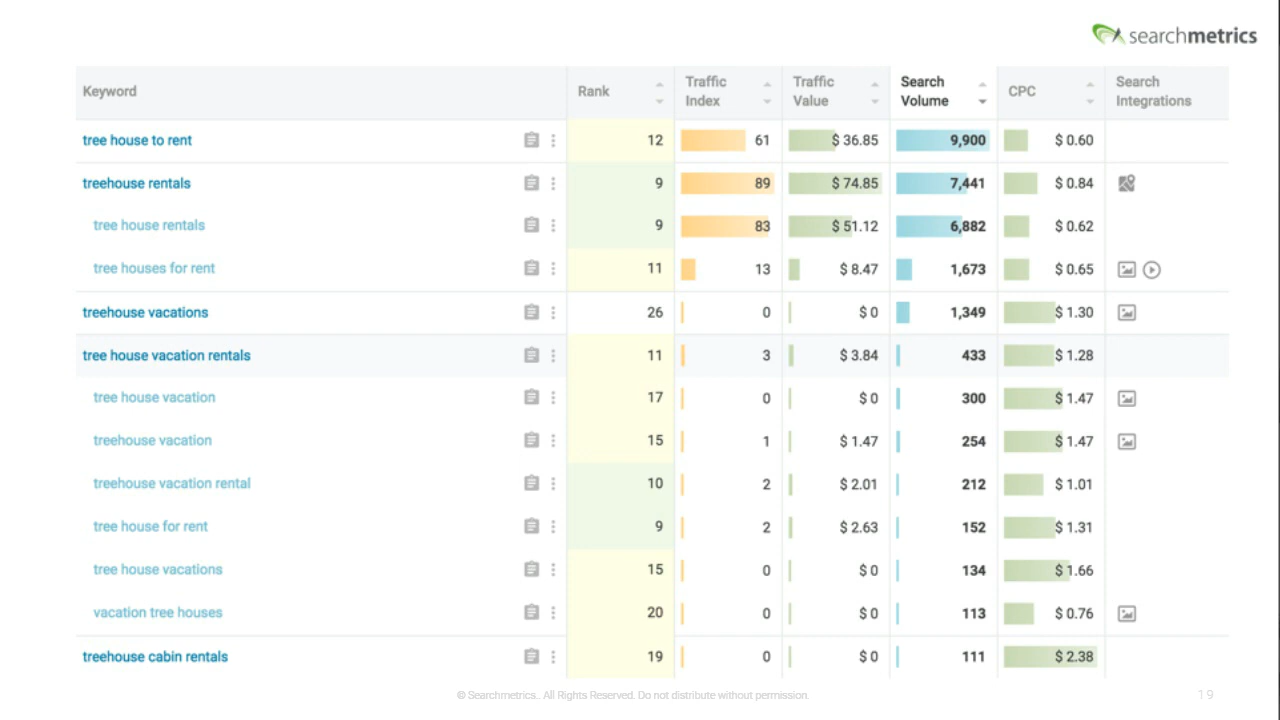 searchmetrics
Keyword Rank Traffic Index Traffic Value Search Volume CPC Search Integrations
tree house to rent 12 61 $ 36.85 9,900 $ 0.60
treehouse rentals 9 89 $ 74.85 7,441 $ 0.84
tree house rentals 9 83 $ 51.12 6,882 $ 0.62
tree houses for rent 11 13 $ 8.47 1,673 $ 0.65
treehouse vacations 26 0 $ 0 1,349 $ 1.30
tree house vacation rentals 11 3 $ 3.84 433 $ 1.28
tree house vacation 17 0 $ 0 300 $ 1.47
treehouse vacation 15 1 $ 1.47 254 $ 1.47
treehouse vacation rental 10 2 $ 2.01 212 $ 1.01
tree house for rent 9 2 $ 2.63 152 $ 1.31
tree house vacations 15 0 $ 0 134 $ 1.66
vacation tree houses 20 0 $ 0 113 $ 0.76
treehouse cabin rentals 19 0 $ 0 111 $ 2.38
© Searchmetrics.. All Rights Reserved. Do not distribute without permission. 19